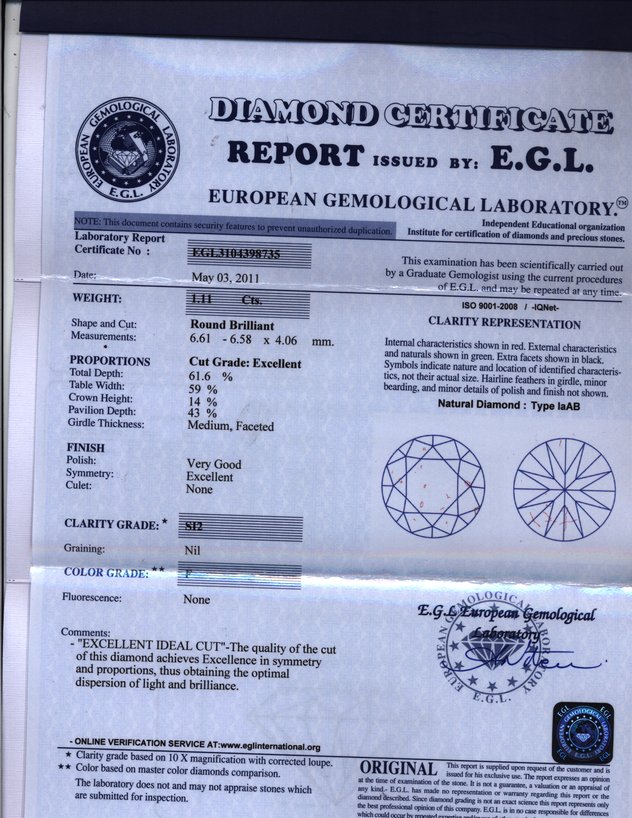 EUROPEAN GEMOLOGICAL LABORATORY
E.G.L.
DIAMOND CERTIFICATE
REPORT ISSUED BY: E.G.L.
EUROPEAN GEMOLOGICAL LABORATORY.™
NOTE: This document contains security features to prevent unauthorized duplication.
Independent Educational organization
Institute for certification of diamonds and precious stones.
Laboratory Report
Certificate No : EGL3104398735
Date: May 03, 2011
This examination has been scientifically carried out
by a Graduate Gemologist using the current procedures
of E.G.L. and may be repeated at any time.
WEIGHT: 1.11 Cts.
ISO 9001-2008 / -IQNet-
CLARITY REPRESENTATION
Shape and Cut: Round Brilliant
Measurements: 6.61 - 6.58 x 4.06 mm.
Internal characteristics shown in red. External characteristics
and naturals shown in green. Extra facets shown in black.
Symbols indicate nature and location of identified characteris-
tics, not their actual size. Hairline feathers in girdle, minor
bearding, and minor details of polish and finish not shown.
Natural Diamond : Type IaAB
PROPORTIONS Cut Grade: Excellent
Total Depth: 61.6 %
Table Width: 59 %
Crown Height: 14 %
Pavilion Depth: 43 %
Girdle Thickness: Medium, Faceted
FINISH
Polish: Very Good
Symmetry: Excellent
Culet: None
CLARITY GRADE: * SI2
Graining: Nil
COLOR GRADE: ** F
Fluorescence: None
E.G.L European Gemological
Laboratory
EUROPEAN GEMOLOGICAL LABORATORY
E.G.L.
Comments:
- "EXCELLENT IDEAL CUT"-The quality of the cut
of this diamond achieves Excellence in symmetry
and proportions, thus obtaining the optimal
dispersion of light and brilliance.
EGL EGL
- ONLINE VERIFICATION SERVICE AT:www.eglinternational.org
* Clarity grade based on 10 X magnification with corrected loupe.
** Color based on master color diamonds comparison.
The laboratory does not and may not appraise stones which
are submitted for inspection.
ORIGINAL This report is supplied upon request of the customer and is
issued for his exclusive use. The report expresses an opinion
at the time of examination of the stone. It is not a guarantee, a valuation or an appraisal of
any kind.- E.G.L. has made no representation or warranty regarding this report or the
diamond described. Since diamond grading is not an exact science this report represents only
the best professional opinion of this company. E.G.L. is in no case responsible for differences
which could occur by repeated